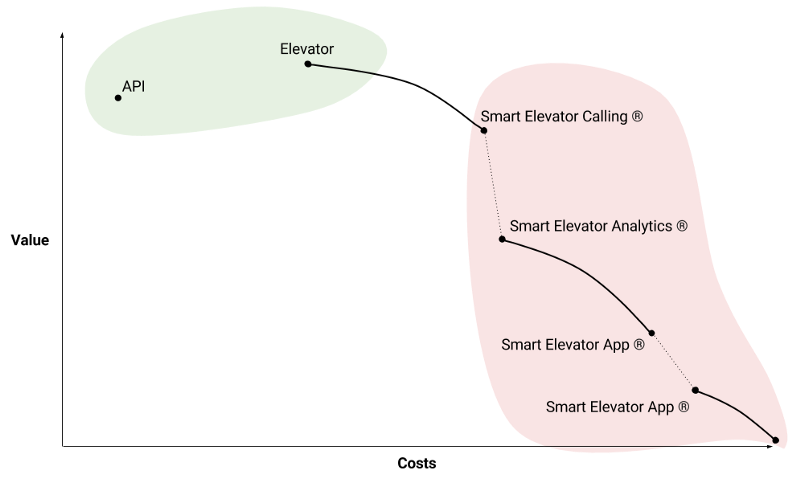 Elevator
API
Smart Elevator Calling ®
Smart Elevator Analytics ®
Value
Smart Elevator App ®
Smart Elevator App ®
Costs